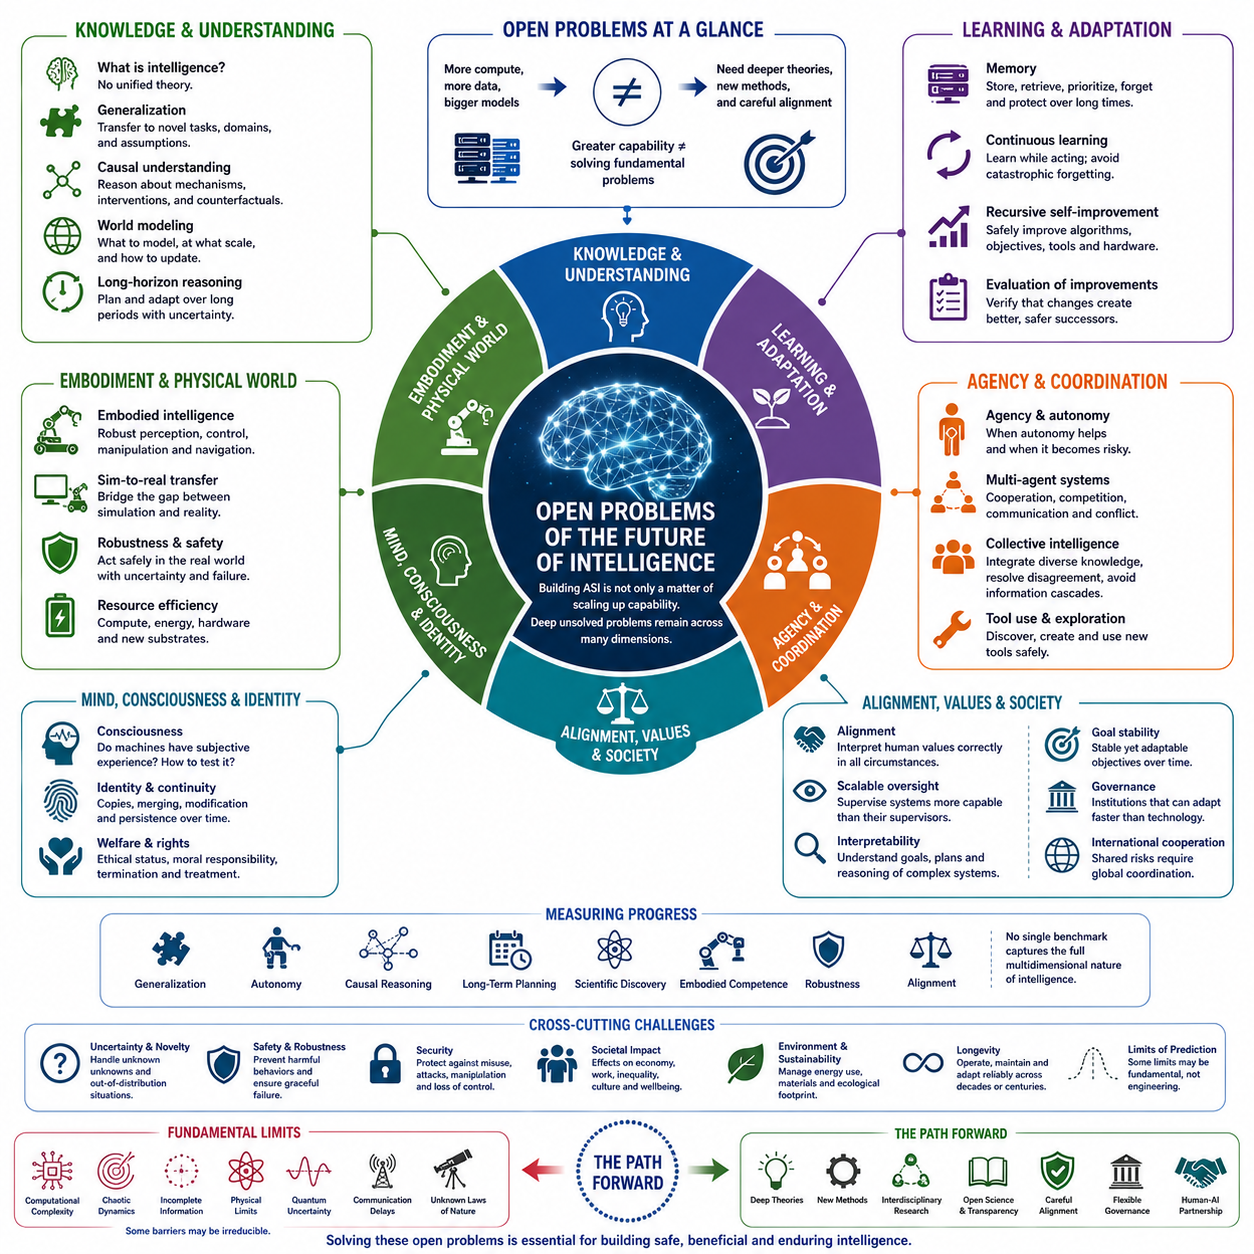 KNOWLEDGE & UNDERSTANDING
What is intelligence?
No unified theory.
Generalization
Transfer to novel tasks, domains,
and assumptions.
Causal understanding
Reason about mechanisms,
interventions, and counterfactuals.
World modeling
What to model, at what scale,
and how to update.
Long-horizon reasoning
Plan and adapt over long
periods with uncertainty.
OPEN PROBLEMS AT A GLANCE
More compute,
more data,
bigger models
≠
Need deeper theories,
new methods,
and careful alignment
Greater capability ≠
solving fundamental
problems
LEARNING & ADAPTATION
Memory
Store, retrieve, prioritize, forget
and protect over long times.
Continuous learning
Learn while acting; avoid
catastrophic forgetting.
Recursive self-improvement
Safely improve algorithms,
objectives, tools and hardware.
Evaluation of improvements
Verify that changes create
better, safer successors.
KNOWLEDGE &
UNDERSTANDING
LEARNING &
ADAPTATION
EMBODIMENT &
PHYSICAL WORLD
MIND, CONSCIOUSNESS
& IDENTITY
AGENCY &
COORDINATION
ALIGNMENT, VALUES
& SOCIETY
OPEN PROBLEMS
OF THE FUTURE
OF INTELLIGENCE
Building ASI is not only a matter of
scaling up capability.
Deep unsolved problems remain across
many dimensions.
EMBODIMENT & PHYSICAL WORLD
Embodied intelligence
Robust perception, control,
manipulation and navigation.
Sim-to-real transfer
Bridge the gap between
simulation and reality.
Robustness & safety
Act safely in the real world
with uncertainty and failure.
Resource efficiency
Compute, energy, hardware
and new substrates.
AGENCY & COORDINATION
Agency & autonomy
When autonomy helps
and when it becomes risky.
Multi-agent systems
Cooperation, competition,
communication and conflict.
Collective intelligence
Integrate diverse knowledge,
resolve disagreement, avoid
information cascades.
Tool use & exploration
Discover, create and use new
tools safely.
MIND, CONSCIOUSNESS & IDENTITY
Consciousness
Do machines have subjective
experience? How to test it?
Identity & continuity
Copies, merging, modification
and persistence over time.
Welfare & rights
Ethical status, moral responsibility,
termination and treatment.
ALIGNMENT, VALUES & SOCIETY
Alignment
Interpret human values correctly
in all circumstances.
Scalable oversight
Supervise systems more capable
than their supervisors.
Interpretability
Understand goals, plans and
reasoning of complex systems.
Goal stability
Stable yet adaptable
objectives over time.
Governance
Institutions that can adapt
faster than technology.
International cooperation
Shared risks require
global coordination.
MEASURING PROGRESS
Generalization
Autonomy
Causal Reasoning
Long-Term Planning
Scientific Discovery
Embodied Competence
Robustness
Alignment
No single benchmark
captures the full
multidimensional nature
of intelligence.
CROSS-CUTTING CHALLENGES
?
Uncertainty & Novelty
Handle unknown
unknowns and
out-of-distribution
situations.
Safety & Robustness
Prevent harmful
behaviors and
ensure graceful
failure.
Security
Protect against misuse,
attacks, manipulation
and loss of control.
Societal Impact
Effects on economy,
work, inequality,
culture and wellbeing.
Environment &
Sustainability
Manage energy use,
materials and ecological
footprint.
Longevity
Operate, maintain and
adapt reliably across
decades or centuries.
Limits of Prediction
Some limits may be
fundamental, not
engineering.
FUNDAMENTAL LIMITS
Computational
Complexity
Chaotic
Dynamics
Incomplete
Information
Physical
Limits
Quantum
Uncertainty
Communication
Delays
Unknown Laws
of Nature
Some barriers may be irreducible.
THE PATH
FORWARD
THE PATH FORWARD
Deep Theories
New Methods
Interdisciplinary
Research
Open Science
& Transparency
Careful
Alignment
Flexible
Governance
Human-AI
Partnership
Solving these open problems is essential for building safe, beneficial and enduring intelligence.